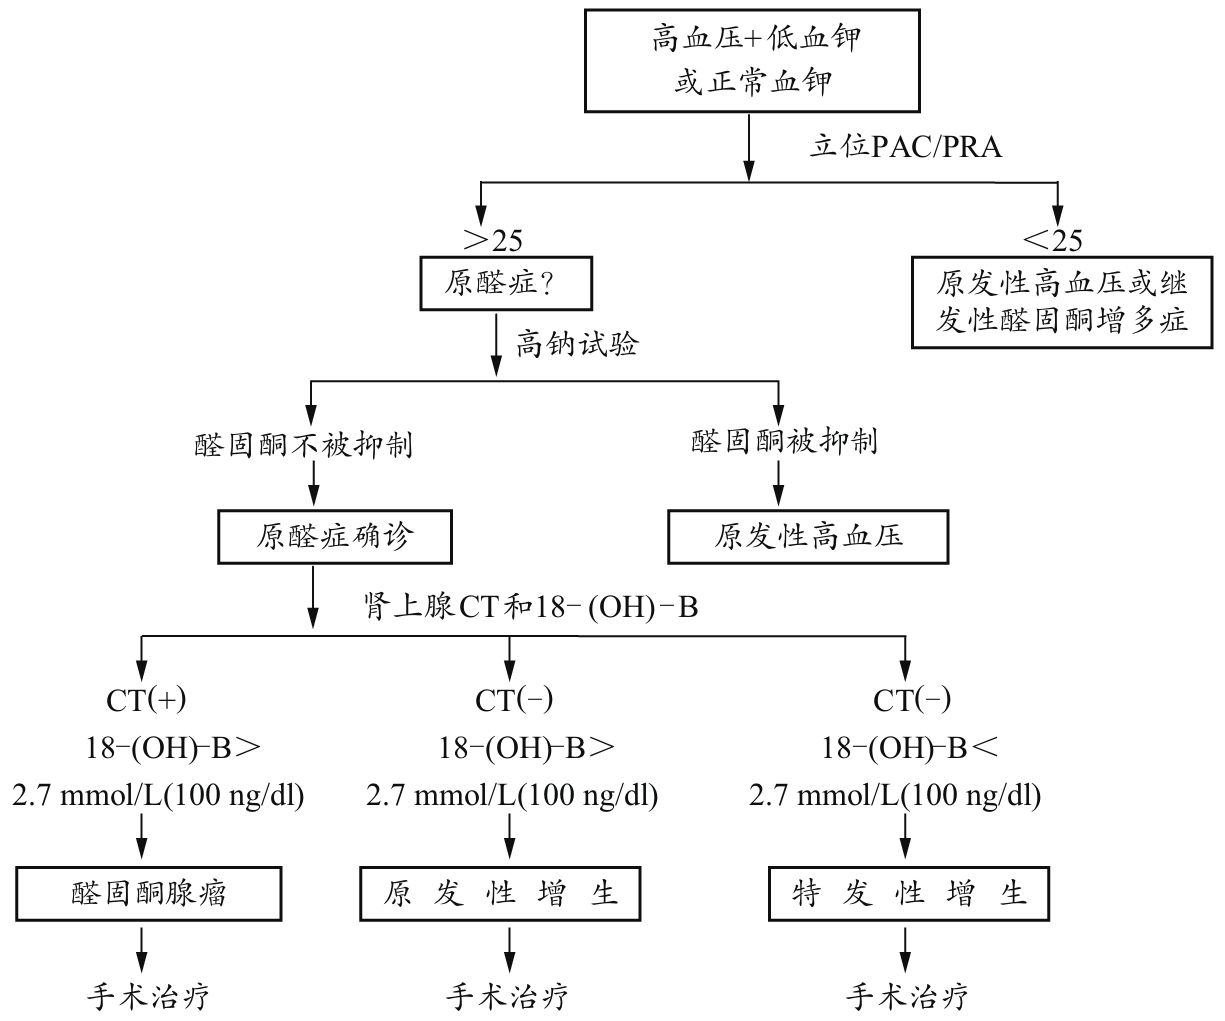 高血压+低血钾
或正常血钾
立位PAC/PRA
>25
<25
原醛症?
原发性高血压或继
发性醛固酮增多症
高钠试验
醛固酮不被抑制
醛固酮被抑制
原醛症确诊
原发性高血压
肾上腺CT和18-(OH)-B
CT(+)
18-(OH)-B>
2.7 mmol/L(100 ng/dl)
CT(-)
18-(OH)-B>
2.7 mmol/L(100 ng/dl)
CT(-)
18-(OH)-B<
2.7 mmol/L(100 ng/dl)
醛固酮腺瘤
原发性增生
特发性增生
手术治疗
手术治疗
手术治疗